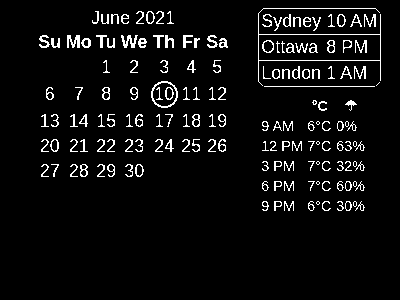 June 2021
Su Mo Tu We Th Fr Sa
1 2 3 4 5
6 7 8 9 10 11 12
13 14 15 16 17 18 19
20 21 22 23 24 25 26
27 28 29 30
Sydney 10 AM
Ottawa 8 PM
London 1 AM
°C ☂
9 AM 6°C 0%
12 PM 7°C 63%
3 PM 7°C 32%
6 PM 7°C 60%
9 PM 6°C 30%